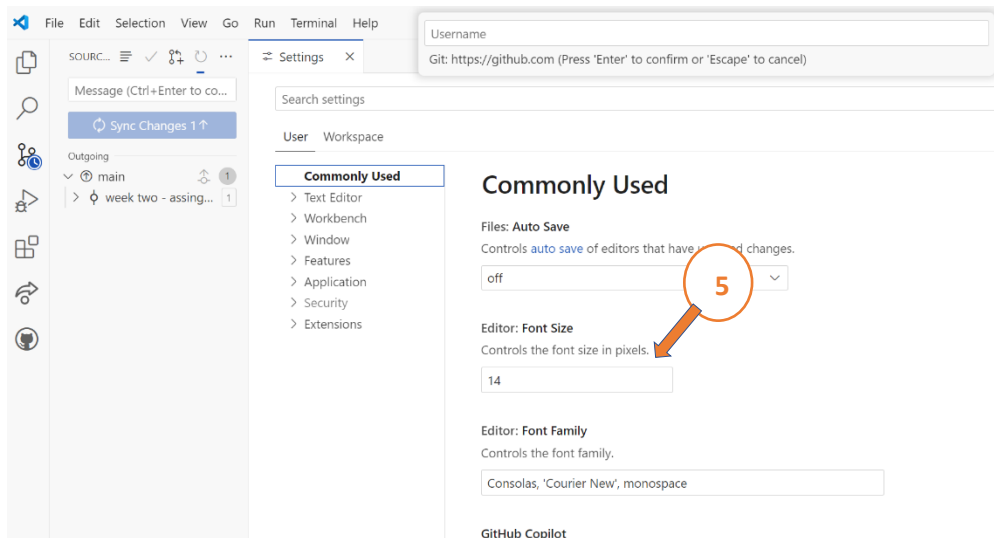 File Edit Selection View Go Run Terminal Help
Username
Git: https://github.com (Press 'Enter' to confirm or 'Escape' to cancel)
SOURC...
Settings
Message (Ctrl+Enter to co...
Sync Changes 1↑
Outgoing
main 1
week two - assing... 1
Search settings
User Workspace
Commonly Used
Text Editor
Workbench
Window
Features
Application
Security
Extensions
Commonly Used
Files: Auto Save
Controls auto save of editors that have changes.
off
5
Editor: Font Size
Controls the font size in pixels.
14
Editor: Font Family
Controls the font family.
Consolas, 'Courier New', monospace
GitHub Copilot